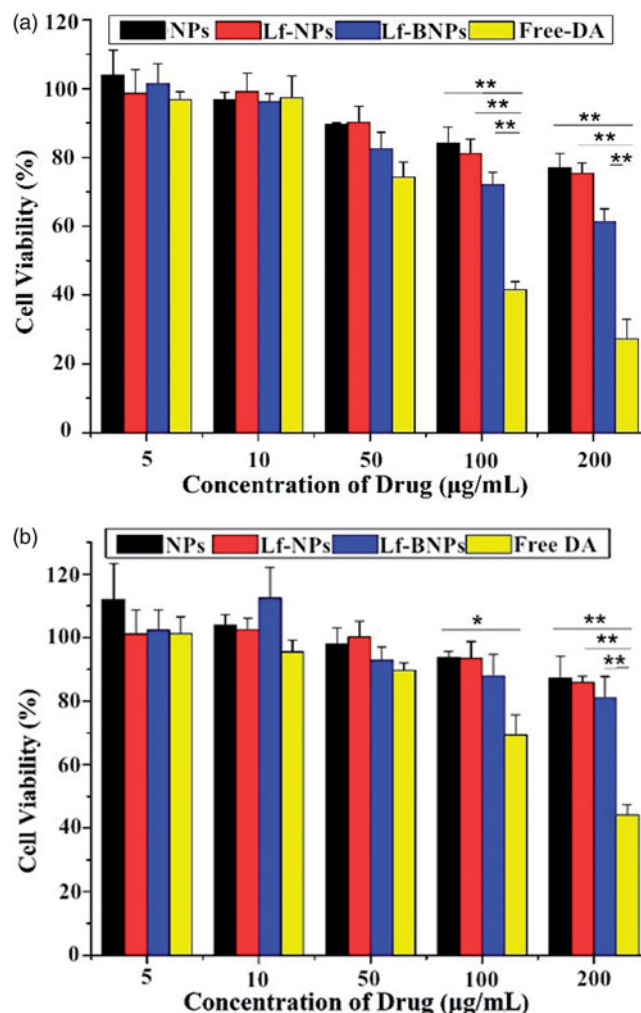 (a)
NPs Lf-NPs Lf-BNPs Free-DA
120
100
80
60
40
20
0
** ** **
** ** **
Cell Viability (%)
5 10 50 100 200
Concentration of Drug (μg/mL)
(b)
NPs Lf-NPs Lf-BNPs Free DA
120
100
80
60
40
20
0
*
** ** **
Cell Viability (%)
5 10 50 100 200
Concentration of Drug (μg/mL)